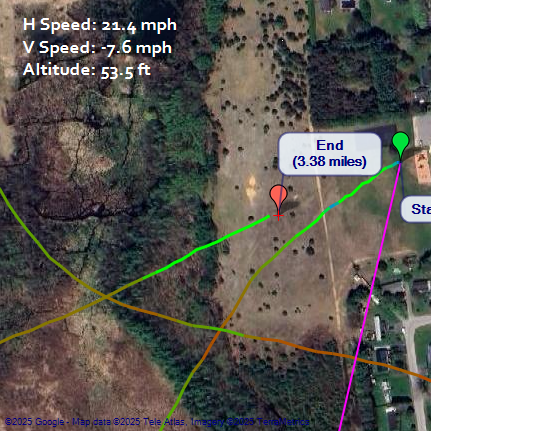 H Speed: 21.4 mph
V Speed: -7.6 mph
Altitude: 53.5 ft
End
(3.38 miles)
Sta
©2025 Google - Map data ©2025 Tele Atlas, Imagery ©2025 TerraMetrics